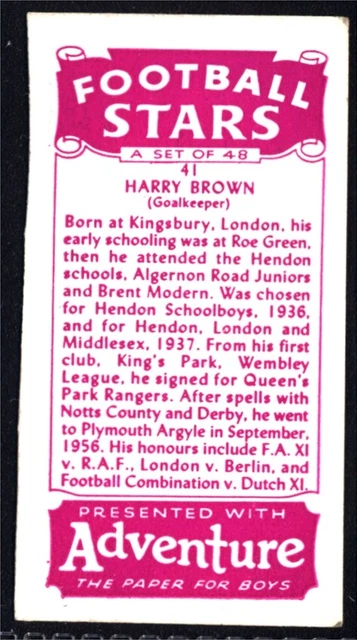 FOOTBALL
STARS
A SET OF 48
41
HARRY BROWN
(Goalkeeper)
Born at Kingsbury, London, his
early schooling was at Roe Green,
then he attended the Hendon
schools, Algernon Road Juniors
and Brent Modern. Was chosen
for Hendon Schoolboys, 1936,
and for Hendon, London and
Middlesex, 1937. From his first
club, King's Park, Wembley
League, he signed for Queen's
Park Rangers. After spells with
Notts County and Derby, he went
to Plymouth Argyle in September,
1956. His honours include F.A. XI
v. R.A.F., London v. Berlin, and
Football Combination v. Dutch XI.
PRESENTED WITH
Adventure
THE PAPER FOR BOYS